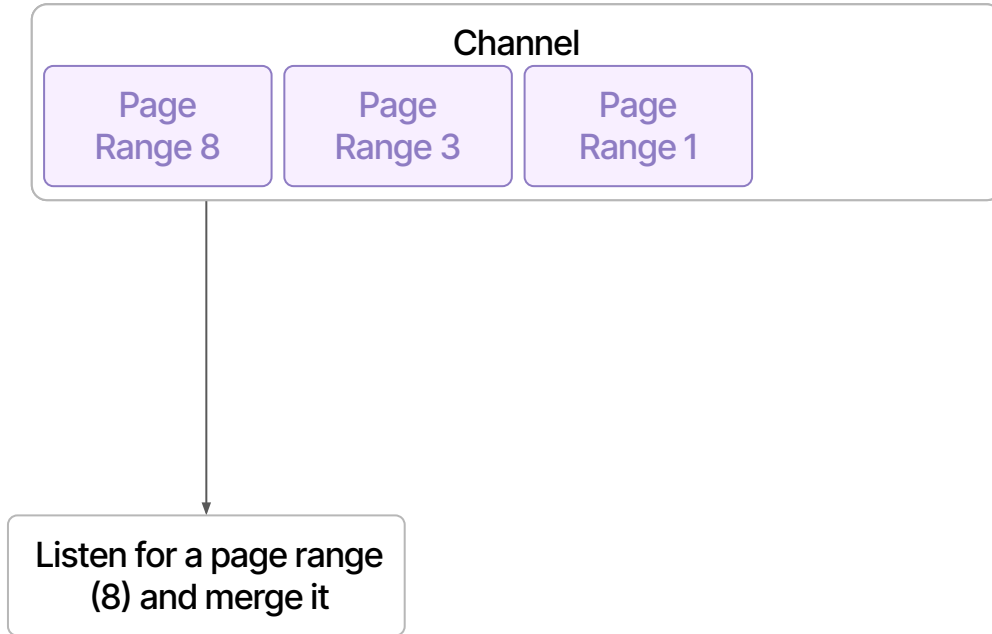 Channel
Page
Range 8
Page
Range 3
Page
Range 1
Listen for a page range
(8) and merge it